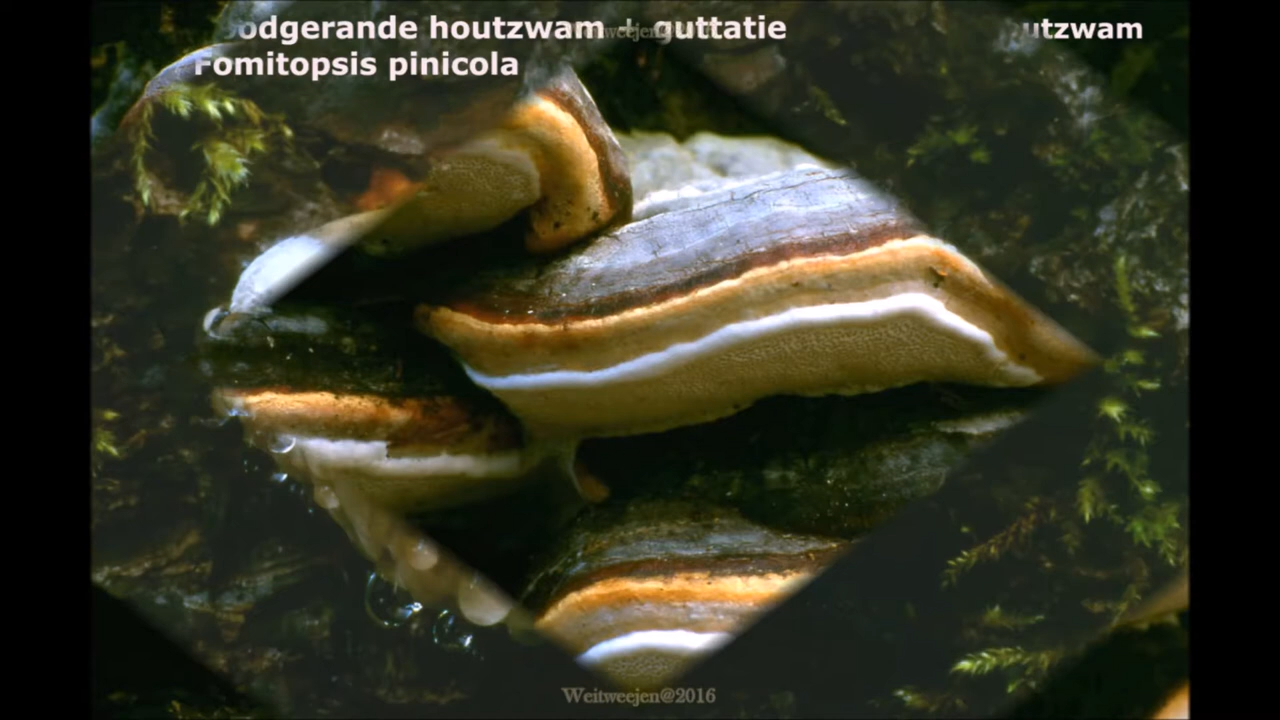 odgerande houtzwam + guttatie
utzwam
Fomitopsis pinicola
Weitweejen@2016